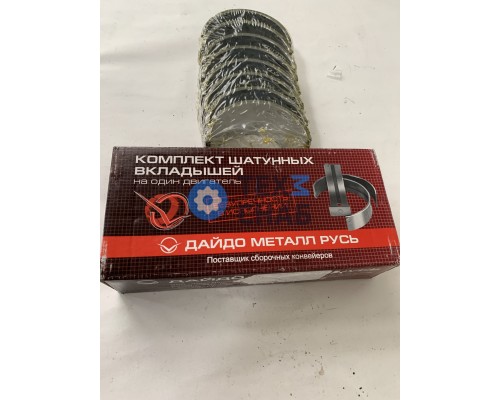 КОМПЛЕКТ ШАТУННЫХ
ВКЛАДЫШЕЙ
на один двигатель
ДАЙДО МЕТАЛЛ РУСЬ
Поставщик сборочных конвейеров